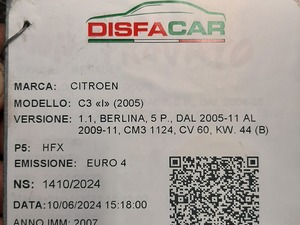 DISFACAR
MARCA: CITROEN
MODELLO: C3 «I» (2005)
VERSIONE: 1.1, BERLINA, 5 P., DAL 2005-11 AL
2009-11, CM3 1124, CV 60, KW. 44 (B)
P5: HFX
EMISSIONE: EURO 4
NS: 1410/2024
DATA: 10/06/2024 15:18:00
ANNO IMM: 2007